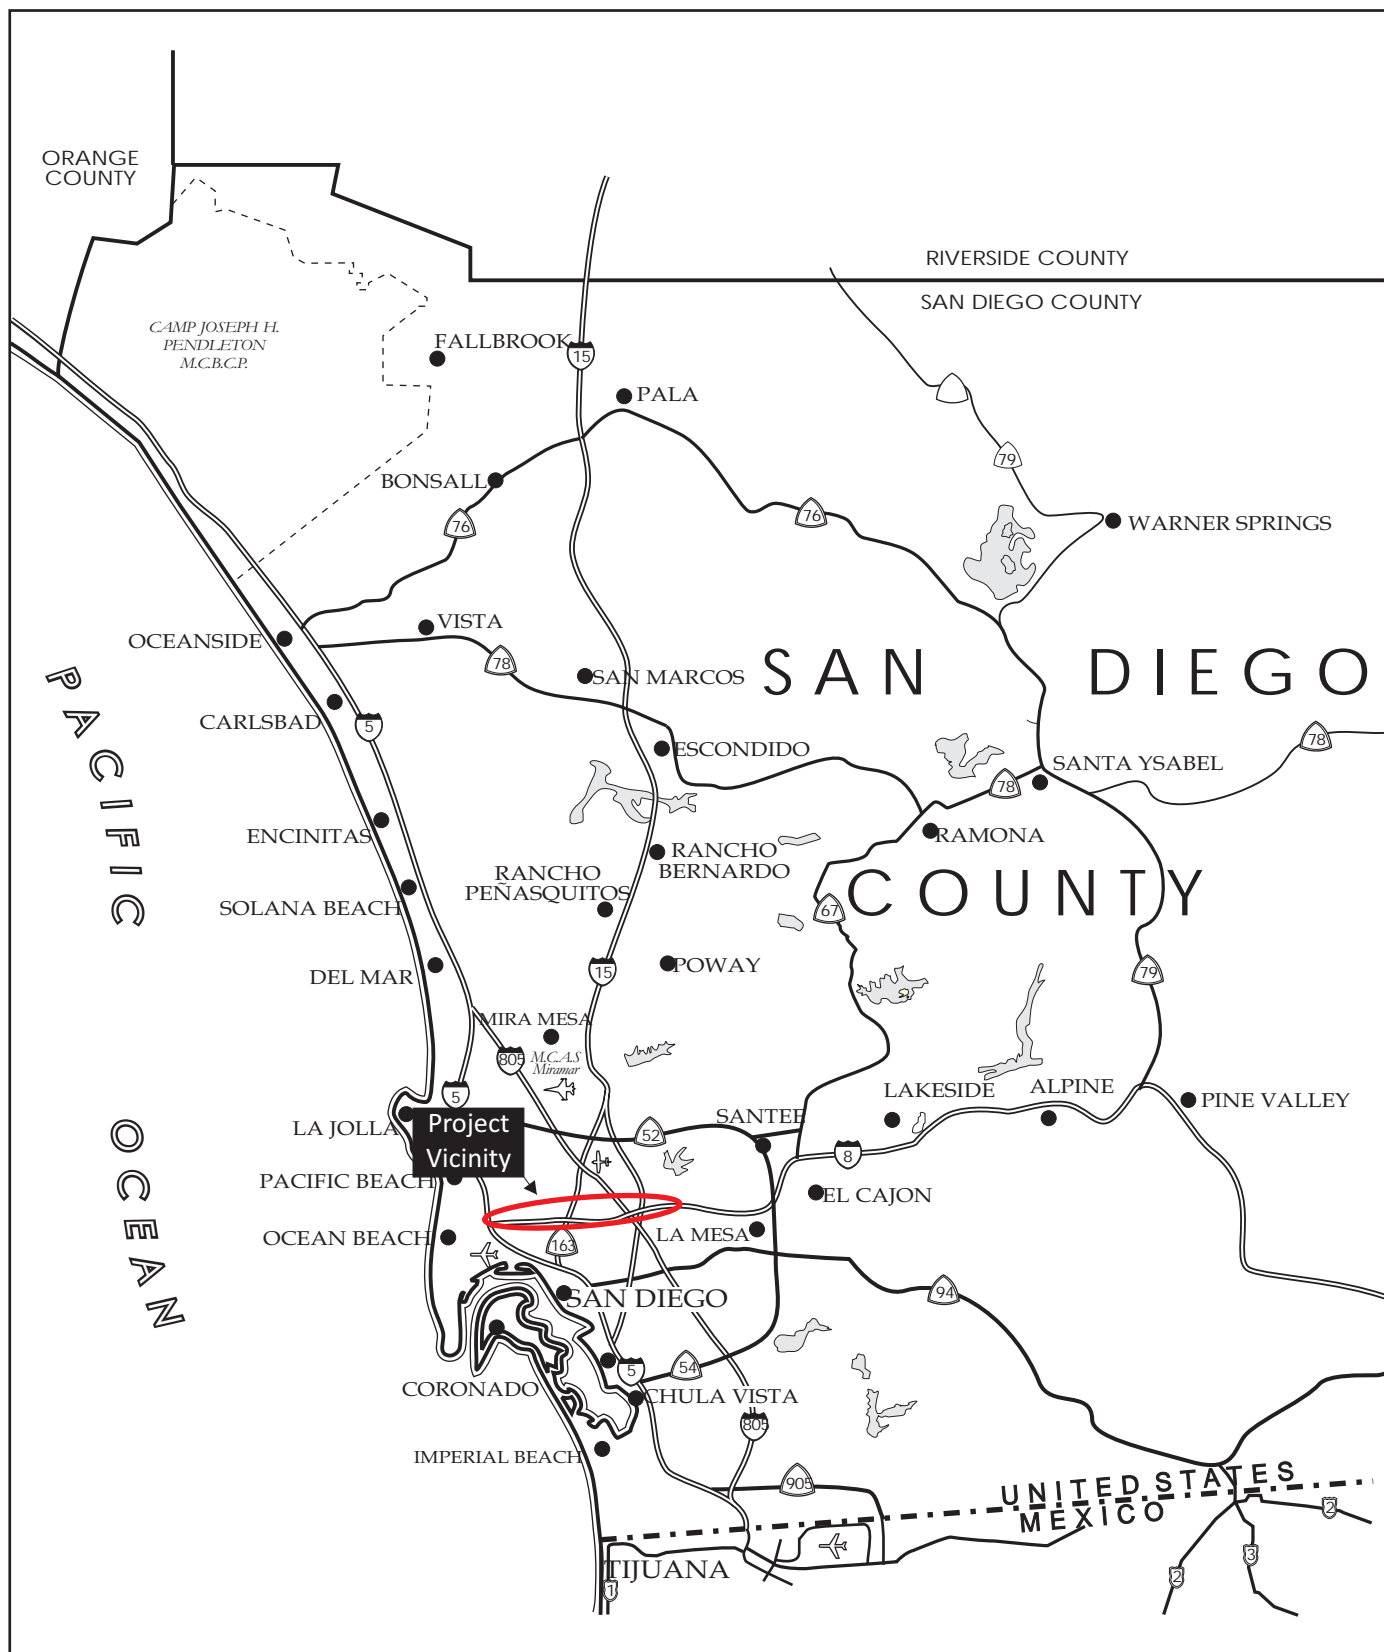 ORANGE
COUNTY
RIVERSIDE COUNTY
SAN DIEGO COUNTY
CAMP JOSEPH H.
PENDLETON
M.C.B.C.P.
FALLBROOK
15
PALA
79
BONSALL
76
76
WARNER SPRINGS
OCEANSIDE
VISTA
78
SAN MARCOS
SAN DIEGO
COUNTY
PACIFIC
OCEAN
CARLSBAD
5
ESCONDIDO
78
SANTA YSABEL
78
ENCINITAS
RAMONA
RANCHO
BERNARDO
RANCHO
PEÑASQUITOS
SOLANA BEACH
67
DEL MAR
15
POWAY
79
MIRA MESA
805
M.C.A.S
Miramar
5
LAKESIDE
ALPINE
PINE VALLEY
LA JOLLA
Project
Vicinity
52
SANTEE
8
PACIFIC BEACH
EL CAJON
OCEAN BEACH
163
LA MESA
SAN DIEGO
94
CORONADO
5
54
CHULA VISTA
805
IMPERIAL BEACH
905
UNITED STATES
MEXICO
TIJUANA
1
2
3
2